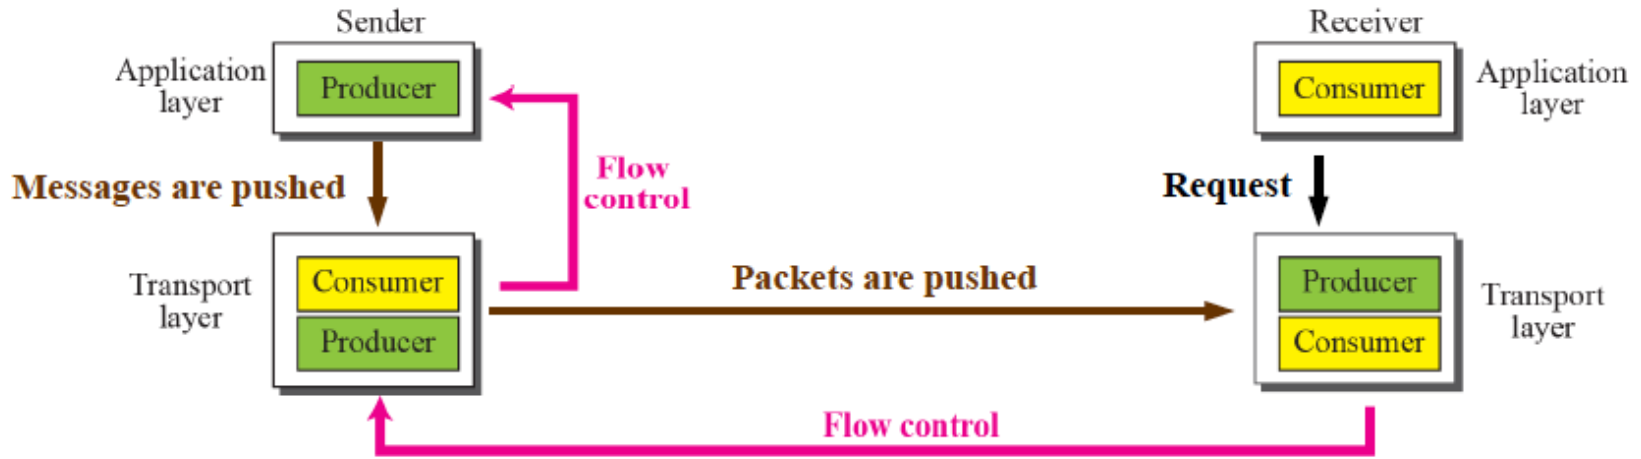 Sender
Receiver
Application
layer
Producer
Consumer
Application
layer
Flow
control
Messages are pushed
Request
Transport
layer
Consumer
Producer
Packets are pushed
Producer
Consumer
Transport
layer
Flow control